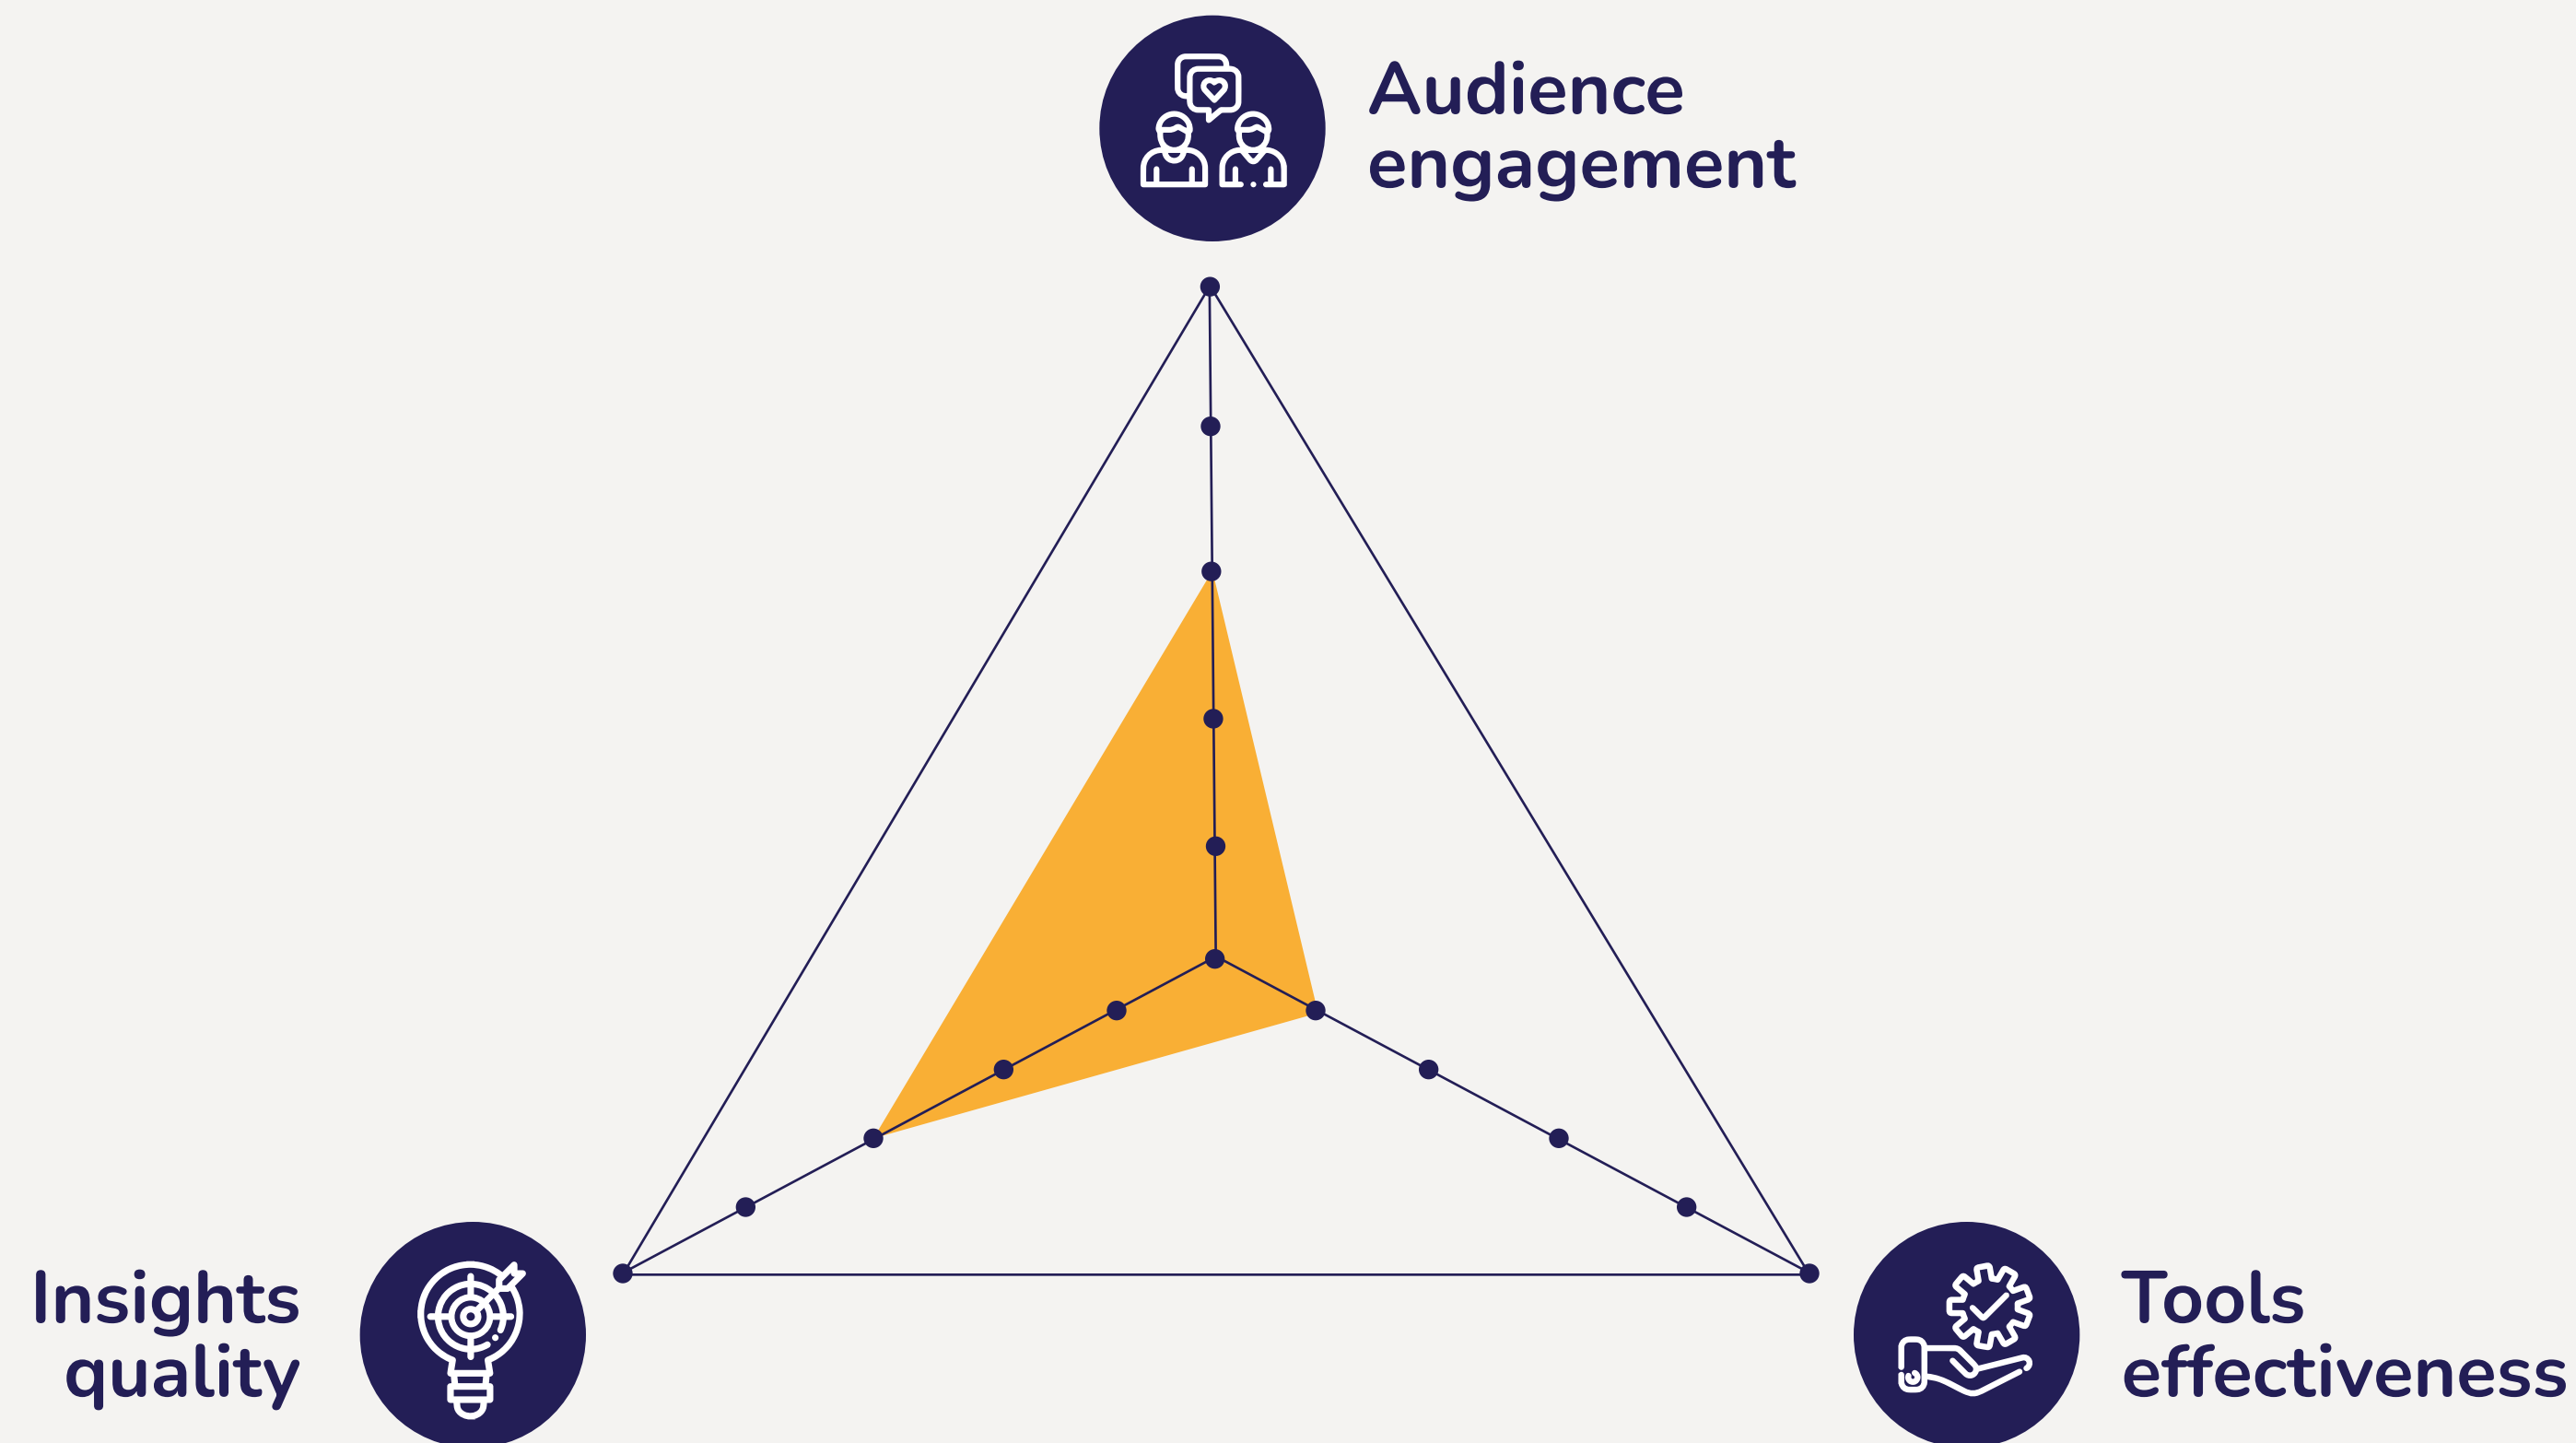 Audience
engagement
Insights
quality
Tools
effectiveness